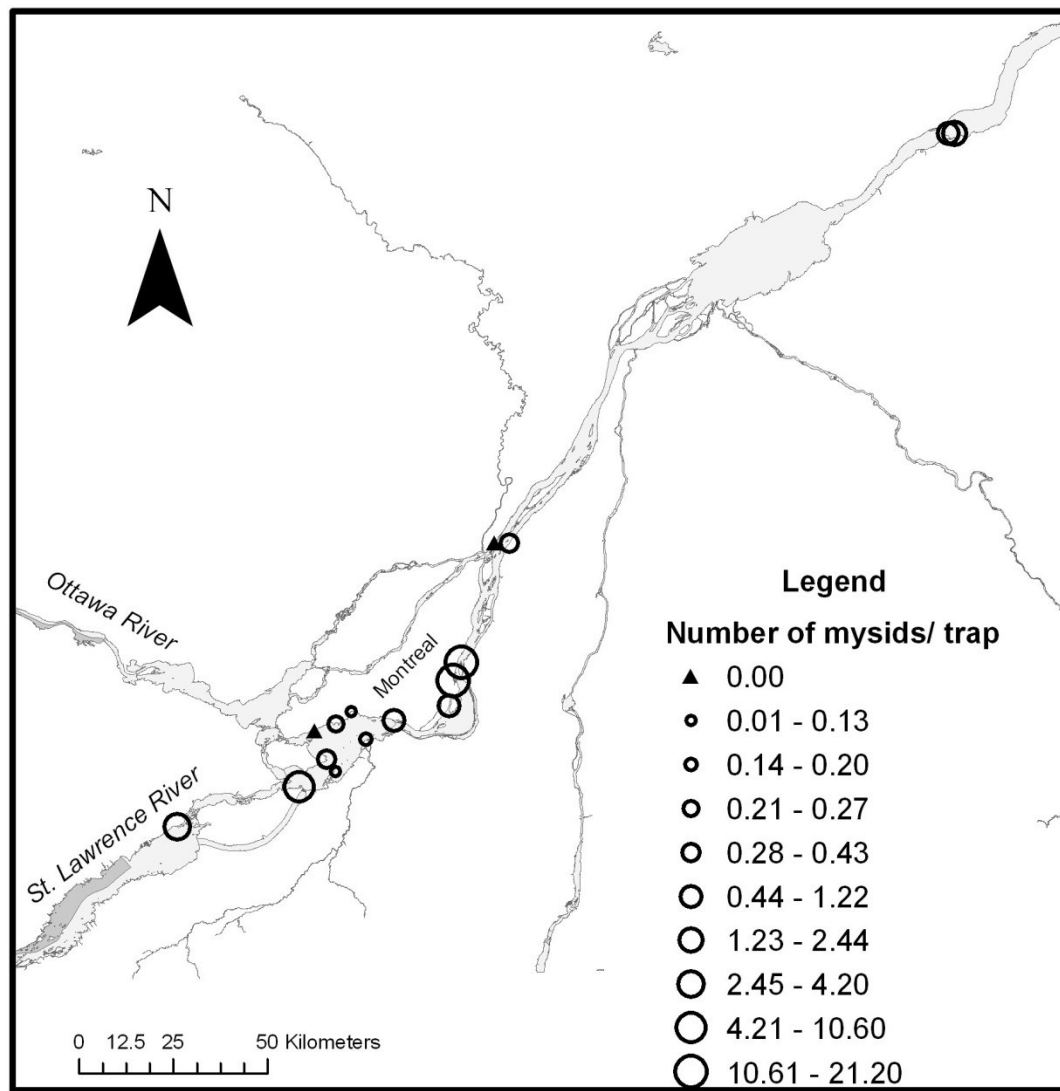 N
Ottawa River
Montreal
St. Lawrence River
Legend
Number of mysids/ trap
0.00
0.01 - 0.13
0.14 - 0.20
0.21 - 0.27
0.28 - 0.43
0.44 - 1.22
1.23 - 2.44
2.45 - 4.20
4.21 - 10.60
10.61 - 21.20
0 12.5 25 50 Kilometers